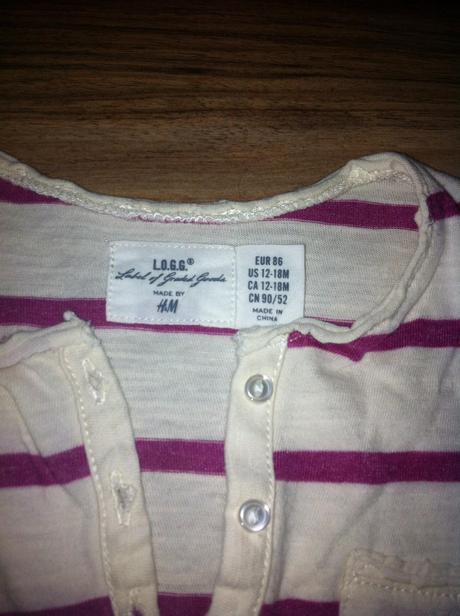 L.O.G.G.®
Label of Graded Goods
MADE BY
H&M
EUR 86
US 12-18M
CA 12-18M
CN 90/52
MADE IN
CHINA